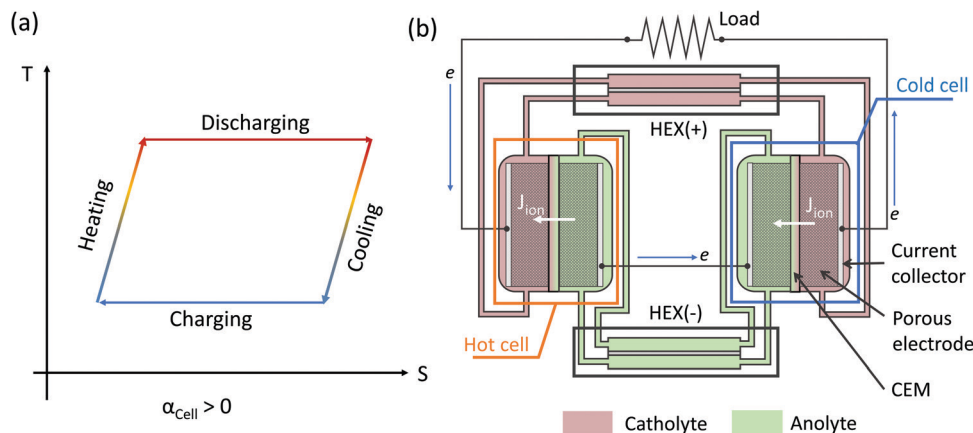 (a)
T
Discharging
Heating
Cooling
Charging
S
α_Cell > 0
(b)
Load
e
HEX(+)
Cold cell
J_ion
J_ion
e
e
Current
collector
HEX(-)
Hot cell
Porous
electrode
CEM
Catholyte
Anolyte